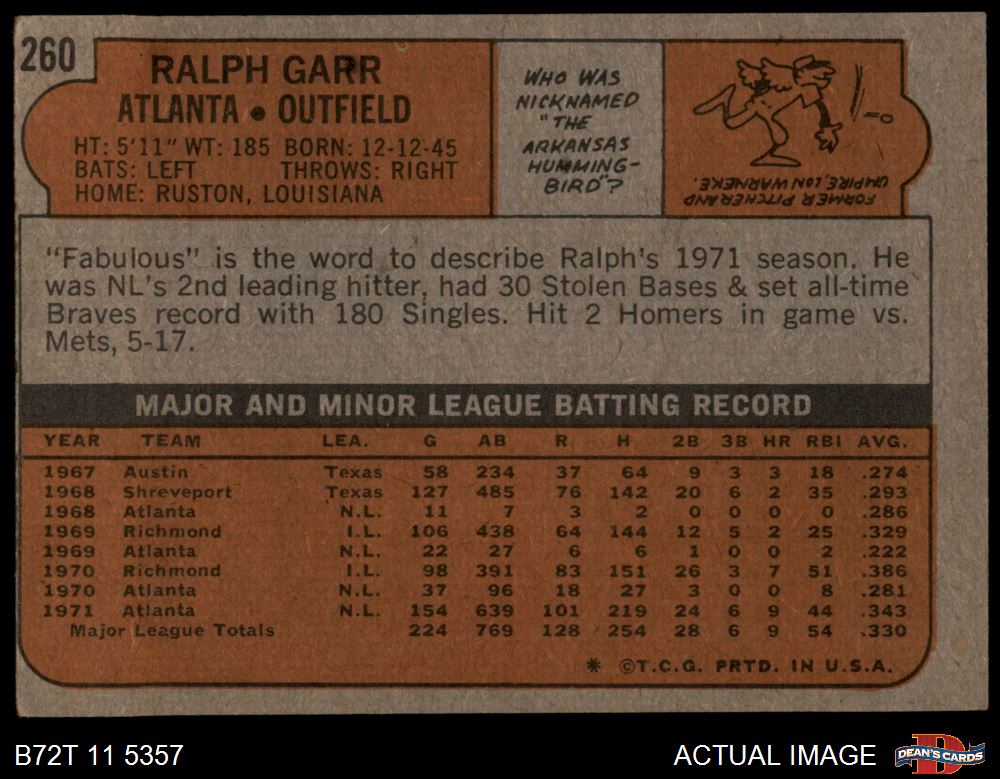 260
RALPH GARR
ATLANTA • OUTFIELD
HT: 5'11" WT: 185 BORN: 12-12-45
BATS: LEFT THROWS: RIGHT
HOME: RUSTON, LOUISIANA
WHO WAS
NICKNAMED
"THE
ARKANSAS
HUMMING-
BIRD"?
FORMER PITCHER AND
UMPIRE, LON WARNEKE.
"Fabulous" is the word to describe Ralph's 1971 season. He
was NL's 2nd leading hitter, had 30 Stolen Bases & set all-time
Braves record with 180 Singles. Hit 2 Homers in game vs.
Mets, 5-17.
MAJOR AND MINOR LEAGUE BATTING RECORD
YEAR TEAM LEA. G AB R H 2B 3B HR RBI AVG.
1967 Austin Texas 58 234 37 64 9 3 3 18 .274
1968 Shreveport Texas 127 485 76 142 20 6 2 35 .293
1968 Atlanta N.L. 11 7 3 2 0 0 0 0 .286
1969 Richmond I.L. 106 438 64 144 12 5 2 25 .329
1969 Atlanta N.L. 22 27 6 6 1 0 0 2 .222
1970 Richmond I.L. 98 391 83 151 26 3 7 51 .386
1970 Atlanta N.L. 37 96 18 27 3 0 0 8 .281
1971 Atlanta N.L. 154 639 101 219 24 6 9 44 .343
Major League Totals 224 769 128 254 28 6 9 54 .330
* ©T.C.G. PRTD. IN U.S.A.
B72T 11 5357
ACTUAL IMAGE
DEAN'S CARDS